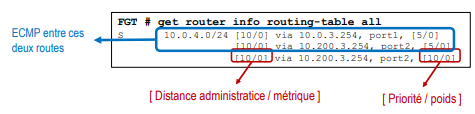 FGT # get router info routing-table all
ECMP entre ces
deux routes
S 10.0.4.0/24 [10/0] via 10.0.3.254, port1, [5/0]
[10/0] via 10.200.3.254, port2, [5/0]
[10/0] via 10.200.3.254, port2, [10/0]
[ Distance administratice / métrique ]
[ Priorité / poids ]